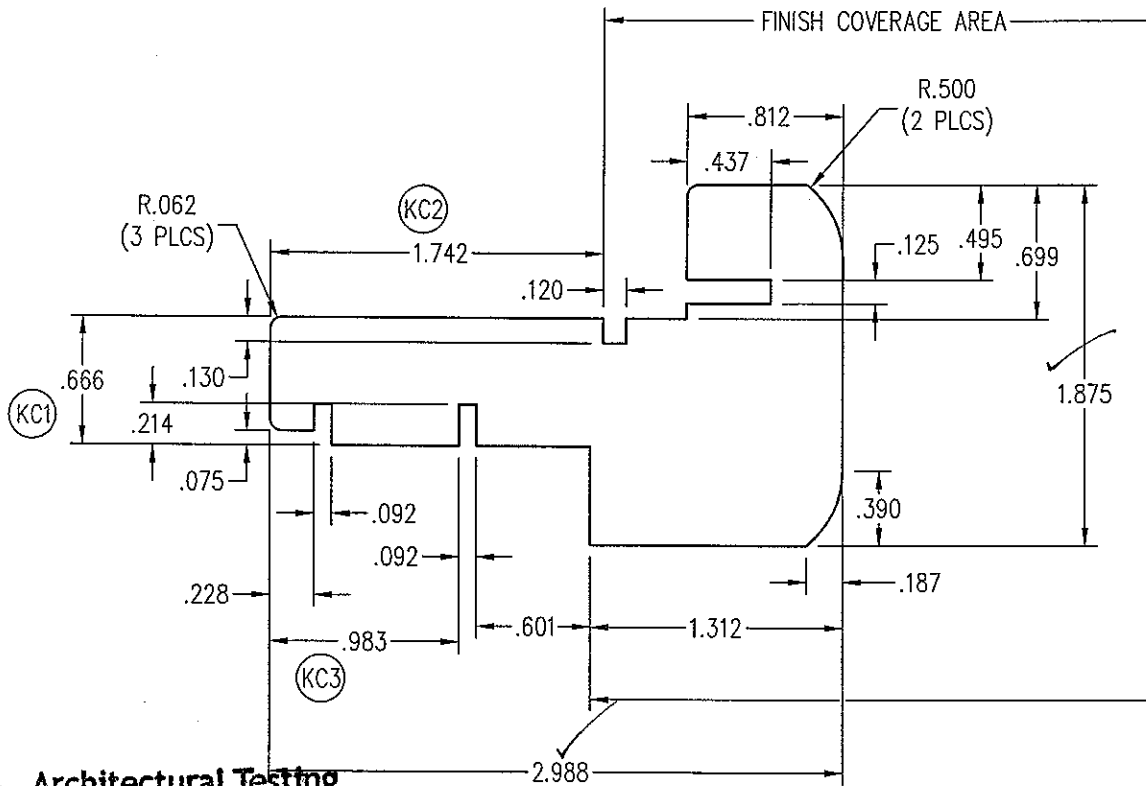 FINISH COVERAGE AREA
R.500
(2 PLCS)
.812
.437
R.062
(3 PLCS)
KC2
1.742
.120
.125
.495
.699
1.875
.666
KC1
.130
.214
.075
.092
.092
.228
.390
.187
.601
1.312
.983
KC3
2.988
Architectural Testing